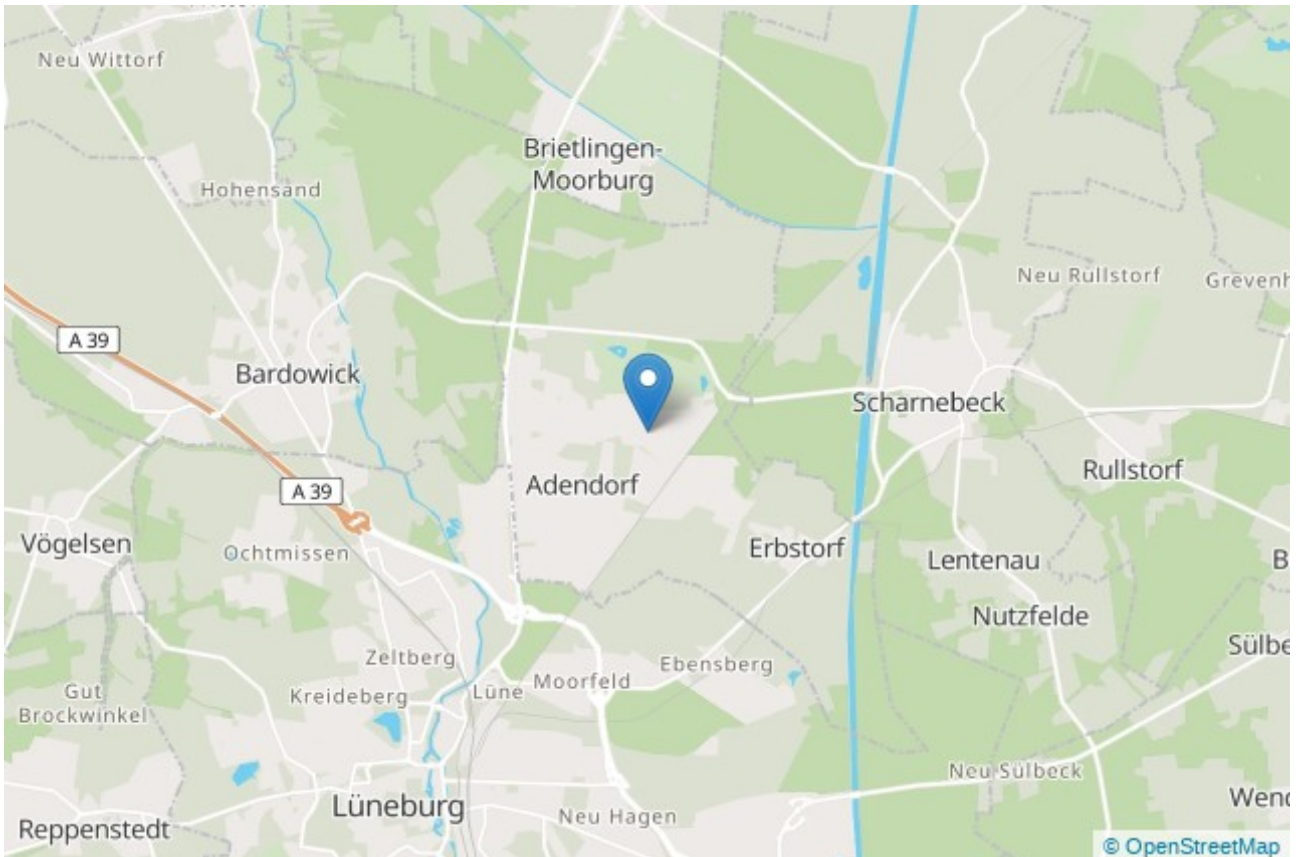 Neu Wittorf
Brietlingen-
Moorburg
Hohensand
Neu Rullstorf
Grevenh
A 39
Bardowick
Scharnebeck
Rullstorf
Adendorf
A 39
Vögelsen
Ochtmissen
Erbstorf
Lentenau
B
Nutzfelde
Sülbe
Zeltberg
Ebensberg
Lüne
Moorfeld
Gut
Brockwinkel
Kreideberg
Neu Sülbeck
Wend
Lüneburg
Neu Hagen
Reppenstedt
© OpenStreetMap